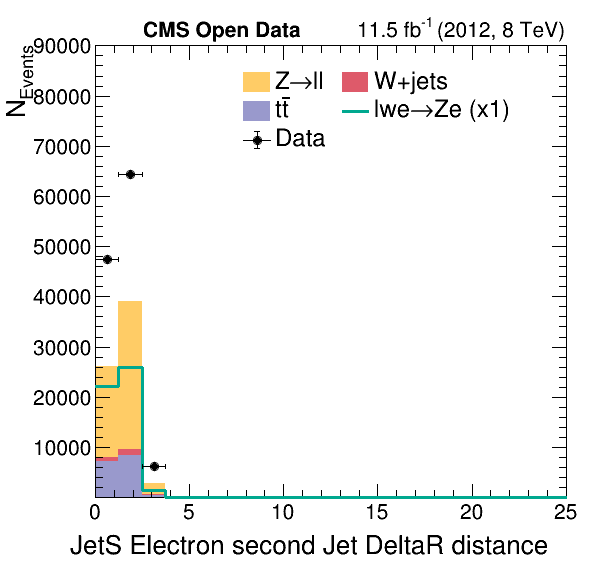 CMS Open Data 11.5 fb⁻¹ (2012, 8 TeV)
N_Events
90000
80000
70000
60000
50000
40000
30000
20000
10000
Z→ll W+jets
tt̄ lwe→Ze (x1)
Data
0 5 10 15 20 25
JetS Electron second Jet DeltaR distance